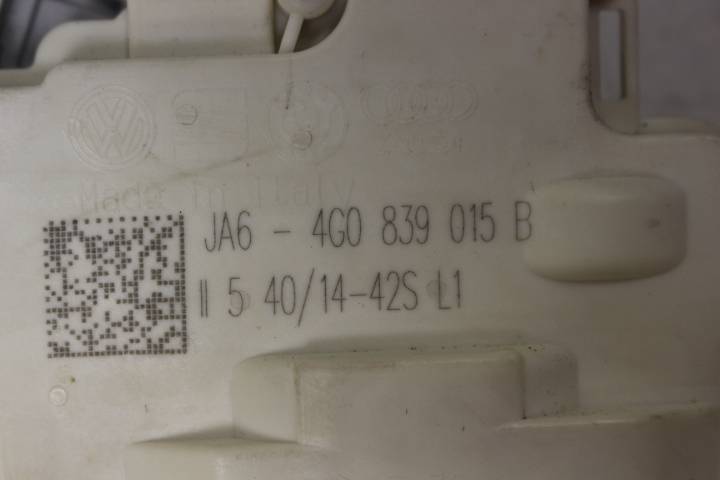 Made in Italy
JA6 - 4G0 839 015 B
II 5 40/14-42S L1